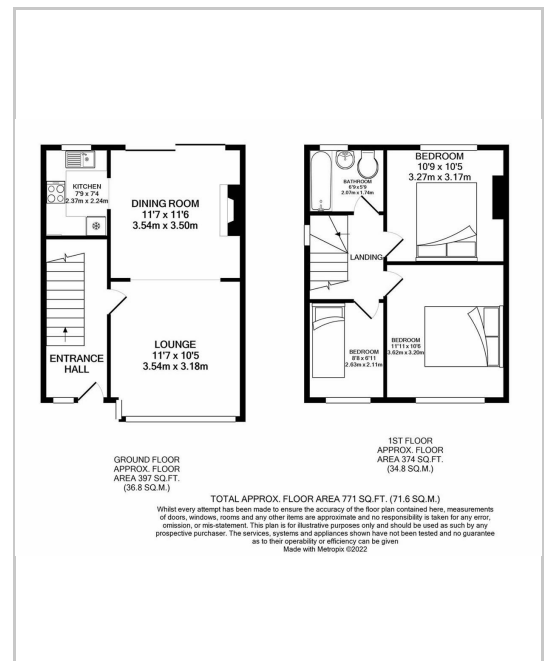 KITCHEN
7'9 x 7'4
2.37m x 2.24m
DINING ROOM
11'7 x 11'6
3.54m x 3.50m
LOUNGE
11'7 x 10'5
3.54m x 3.18m
ENTRANCE
HALL
GROUND FLOOR
APPROX. FLOOR
AREA 397 SQ.FT.
(36.8 SQ.M.)
BATHROOM
6'9 x 5'9
2.07m x 1.74m
BEDROOM
10'9 x 10'5
3.27m x 3.17m
LANDING
BEDROOM
8'8 x 6'11
2.63m x 2.11m
BEDROOM
11'11 x 10'6
3.62m x 3.20m
1ST FLOOR
APPROX. FLOOR
AREA 374 SQ.FT.
(34.8 SQ.M.)
TOTAL APPROX. FLOOR AREA 771 SQ.FT. (71.6 SQ.M.)
Whilst every attempt has been made to ensure the accuracy of the floor plan contained here, measurements
of doors, windows, rooms and any other items are approximate and no responsibility is taken for any error,
omission, or mis-statement. This plan is for illustrative purposes only and should be used as such by any
prospective purchaser. The services, systems and appliances shown have not been tested and no guarantee
as to their operability or efficiency can be given
Made with Metropix ©2022